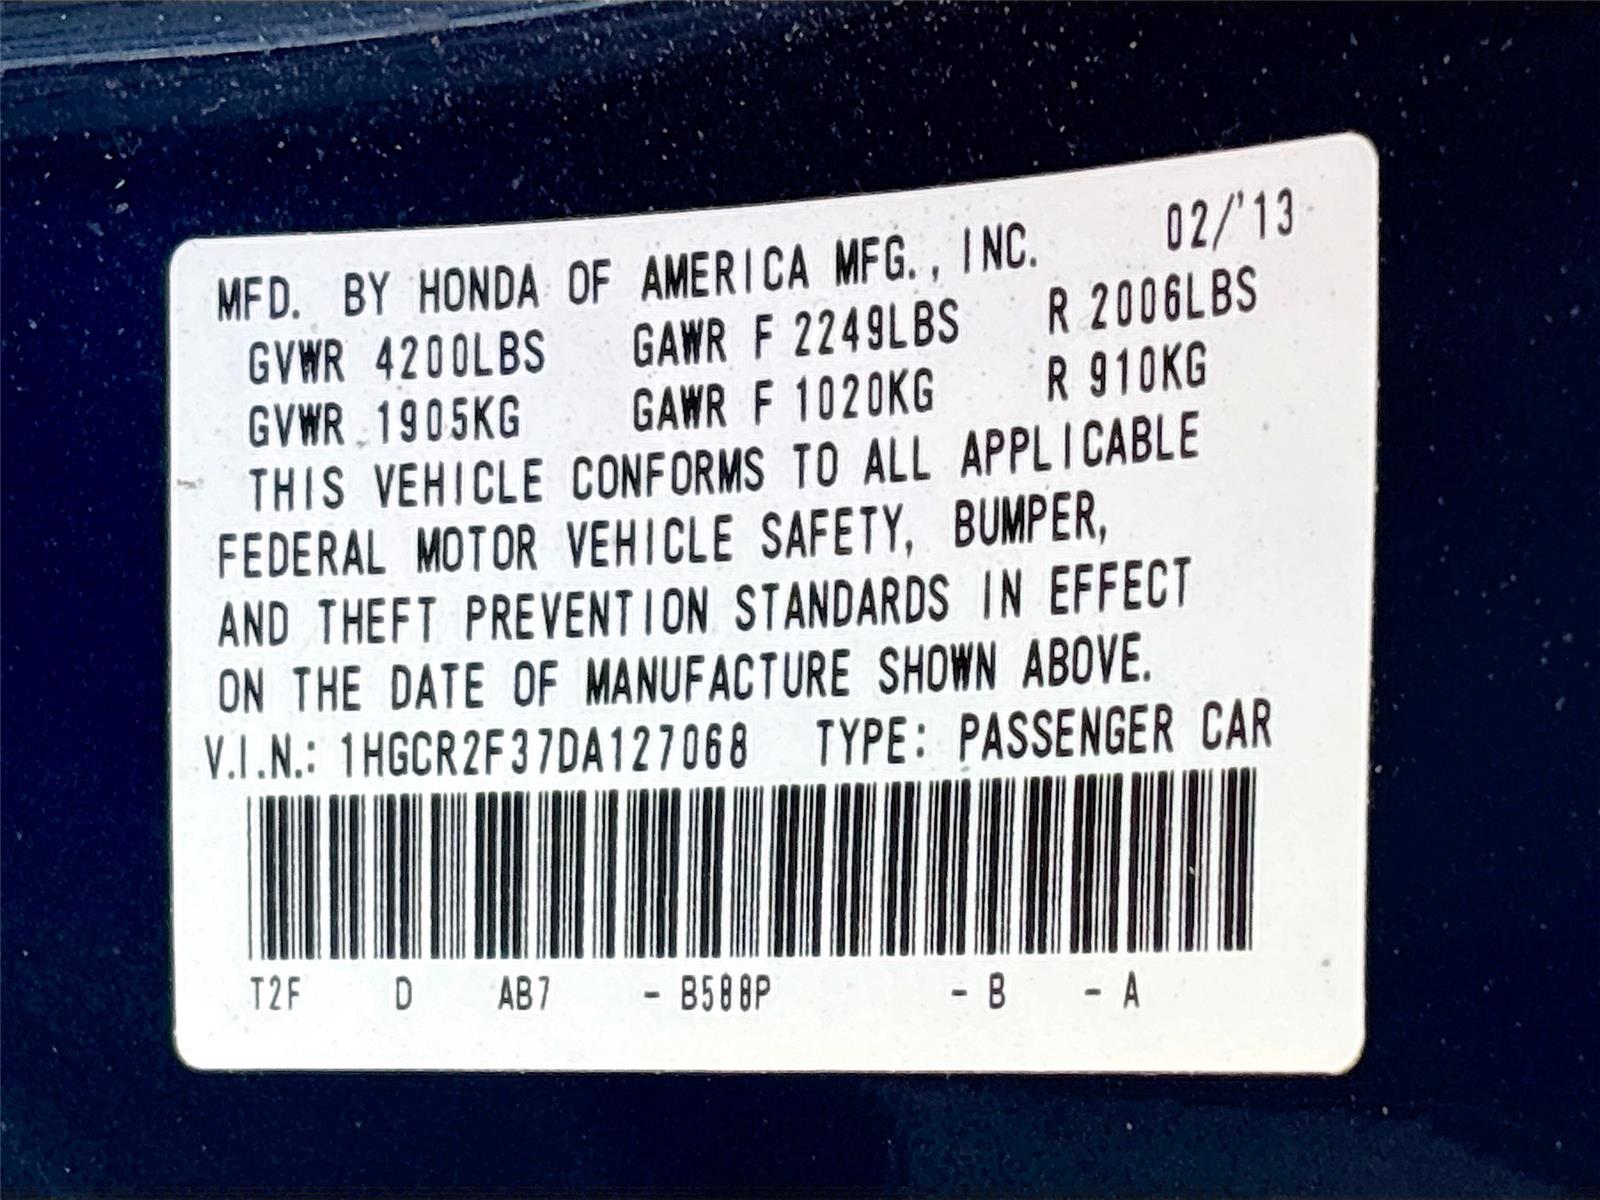 MFD. BY HONDA OF AMERICA MFG., INC. 02/'13
GVWR 4200LBS GAWR F 2249LBS R 2006LBS
GVWR 1905KG GAWR F 1020KG R 910KG
THIS VEHICLE CONFORMS TO ALL APPLICABLE
FEDERAL MOTOR VEHICLE SAFETY, BUMPER,
AND THEFT PREVENTION STANDARDS IN EFFECT
ON THE DATE OF MANUFACTURE SHOWN ABOVE.
V.I.N.: 1HGCR2F37DA127068 TYPE: PASSENGER CAR
T2F D AB7 - B588P - B - A